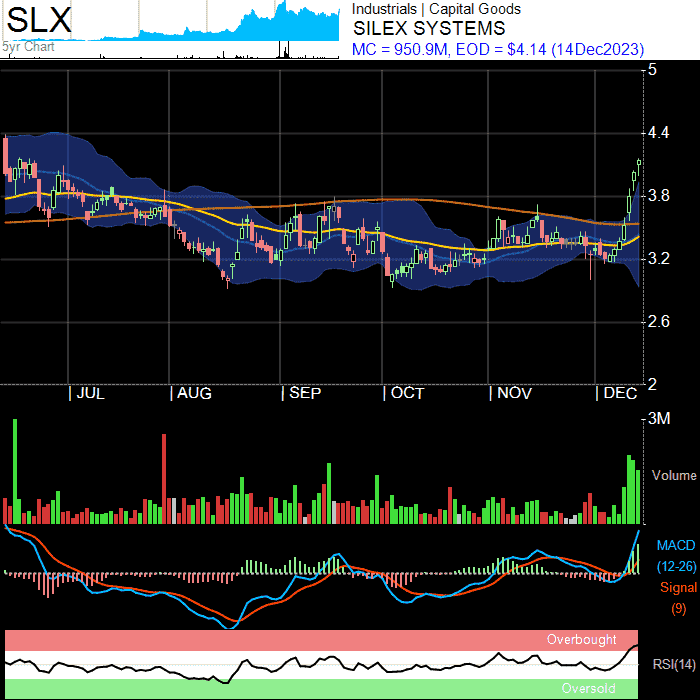 SLX
5yr Chart
Industrials | Capital Goods
SILEX SYSTEMS
MC = 950.9M, EOD = $4.14 (14Dec2023)
5
4.4
3.8
3.2
2.6
2
| JUL | AUG | SEP | OCT | NOV | DEC
3M
Volume
MACD
(12-26)
Signal
(9)
Overbought
RSI(14)
Oversold